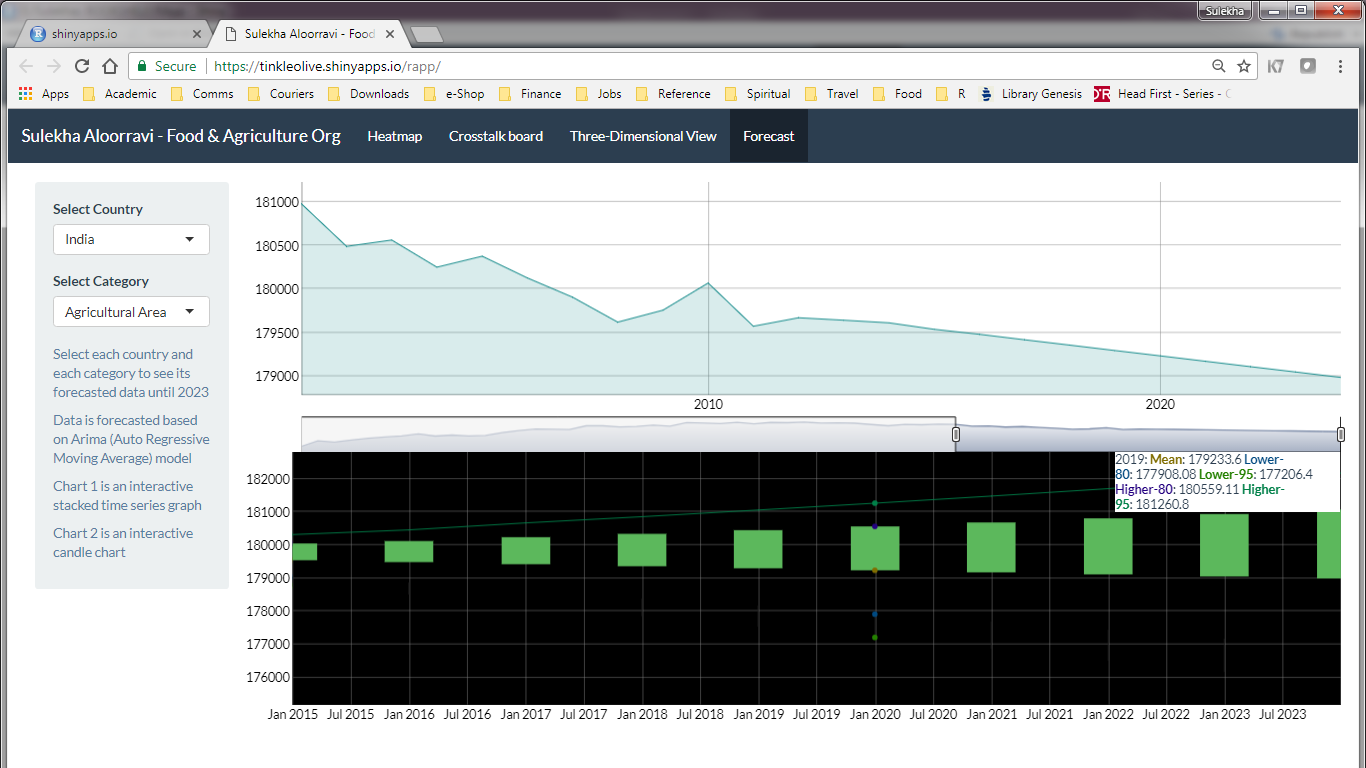 Sulekha
shinyapps.io
Sulekha Aloorravi - Food
Secure
https://tinkleolive.shinyapps.io/rapp/
Apps Academic Comms Couriers Downloads e-Shop Finance Jobs Reference Spiritual Travel Food R Library Genesis Head First - Series -
Sulekha Aloorravi - Food & Agriculture Org Heatmap Crosstalk board Three-Dimensional View Forecast
Select Country
India
Select Category
Agricultural Area
Select each country and
each category to see its
forecasted data until 2023
Data is forecasted based
on Arima (Auto Regressive
Moving Average) model
Chart 1 is an interactive
stacked time series graph
Chart 2 is an interactive
candle chart
181000
180500
180000
179500
179000
2010 2020
2019: Mean: 179233.6 Lower-
80: 177908.08 Lower-95: 177206.4
Higher-80: 180559.11 Higher-
95: 181260.8
182000
181000
180000
179000
178000
177000
176000
Jan 2015 Jul 2015 Jan 2016 Jul 2016 Jan 2017 Jul 2017 Jan 2018 Jul 2018 Jan 2019 Jul 2019 Jan 2020 Jul 2020 Jan 2021 Jul 2021 Jan 2022 Jul 2022 Jan 2023 Jul 2023